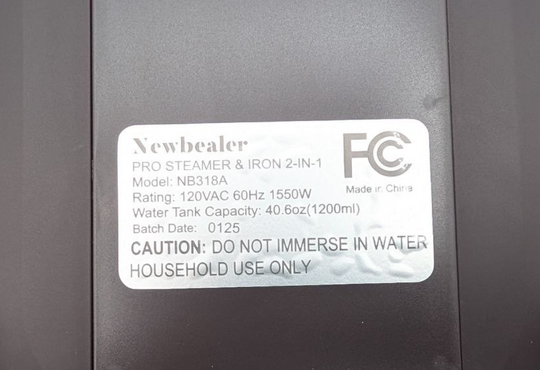 Newbealer
FC
PRO STEAMER & IRON 2-IN-1
Model: NB318A
Made in China
Rating: 120VAC 60Hz 1550W
Water Tank Capacity: 40.6oz(1200ml)
Batch Date: 0125
CAUTION: DO NOT IMMERSE IN WATER
HOUSEHOLD USE ONLY